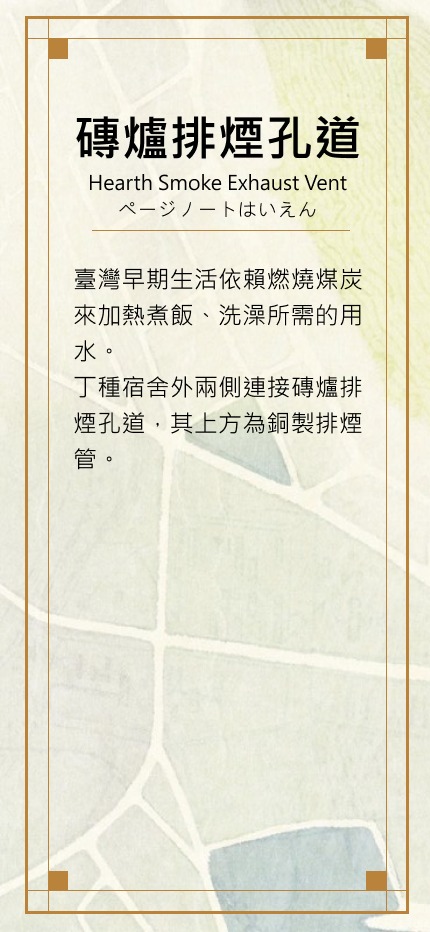 磚爐排煙孔道
Hearth Smoke Exhaust Vent
ページノートはいえん
臺灣早期生活依賴燃燒煤炭
來加熱煮飯、洗澡所需的用
水。
丁種宿舍外兩側連接磚爐排
煙孔道，其上方為銅製排煙
管。